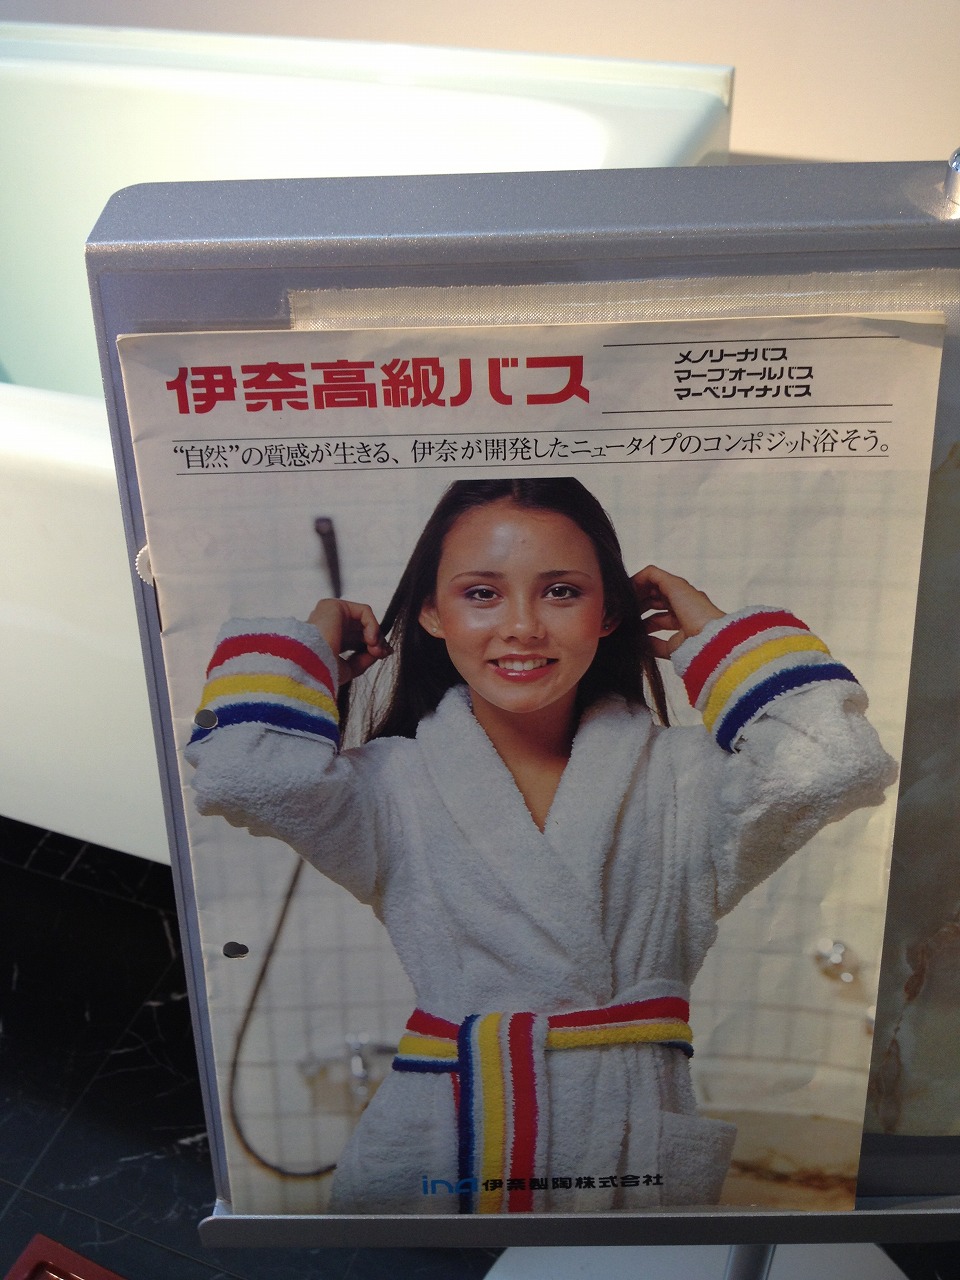 伊奈高級バス
メノリーナバス
マーブオールバス
マーベリイナバス
“自然”の質感が生きる、伊奈が開発したニュータイプのコンポジット浴そう。
ina 伊奈製陶株式会社